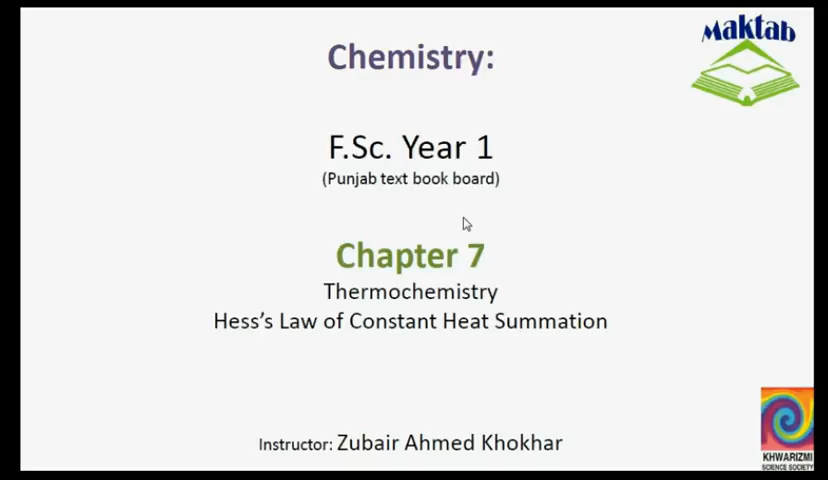 Maktab
Chemistry:
F.Sc. Year 1
(Punjab text book board)
Chapter 7
Thermochemistry
Hess's Law of Constant Heat Summation
Instructor: Zubair Ahmed Khokhar
KHWARIZMI
SCIENCE SOCIETY